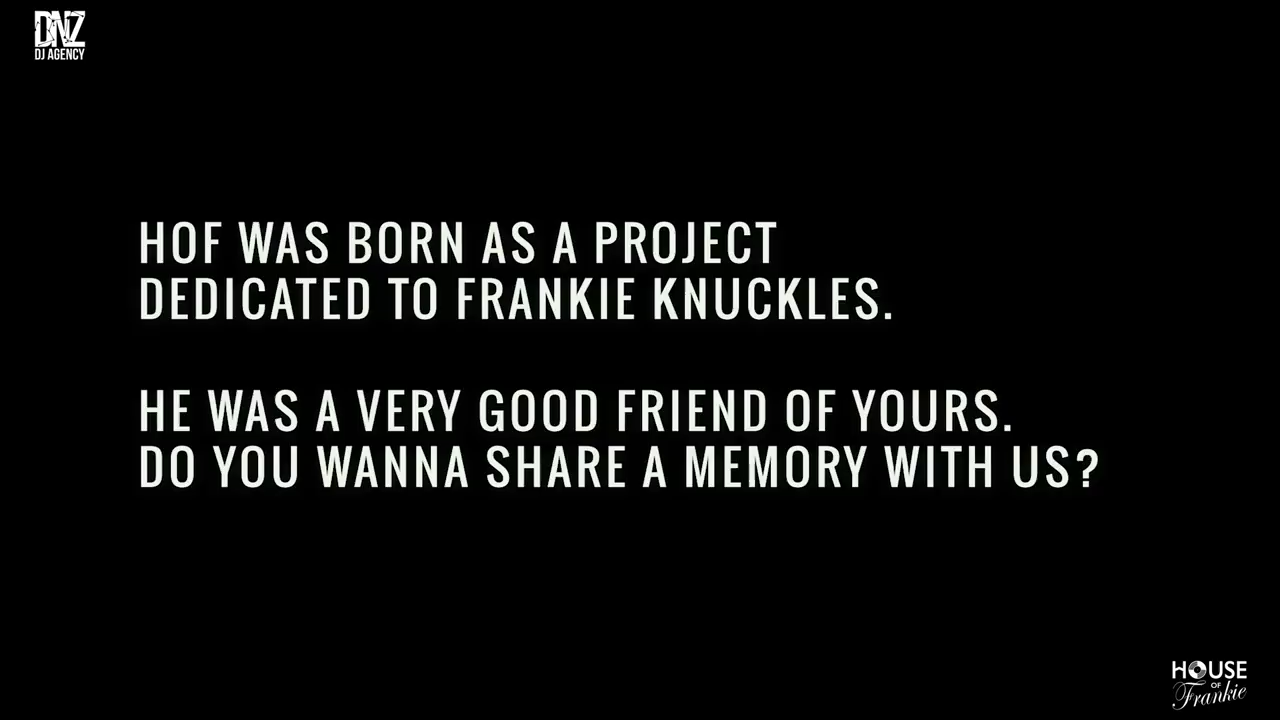 DNZ
DJ AGENCY
HOF WAS BORN AS A PROJECT
DEDICATED TO FRANKIE KNUCKLES.
HE WAS A VERY GOOD FRIEND OF YOURS.
DO YOU WANNA SHARE A MEMORY WITH US?
HOUSE
OF
Frankie